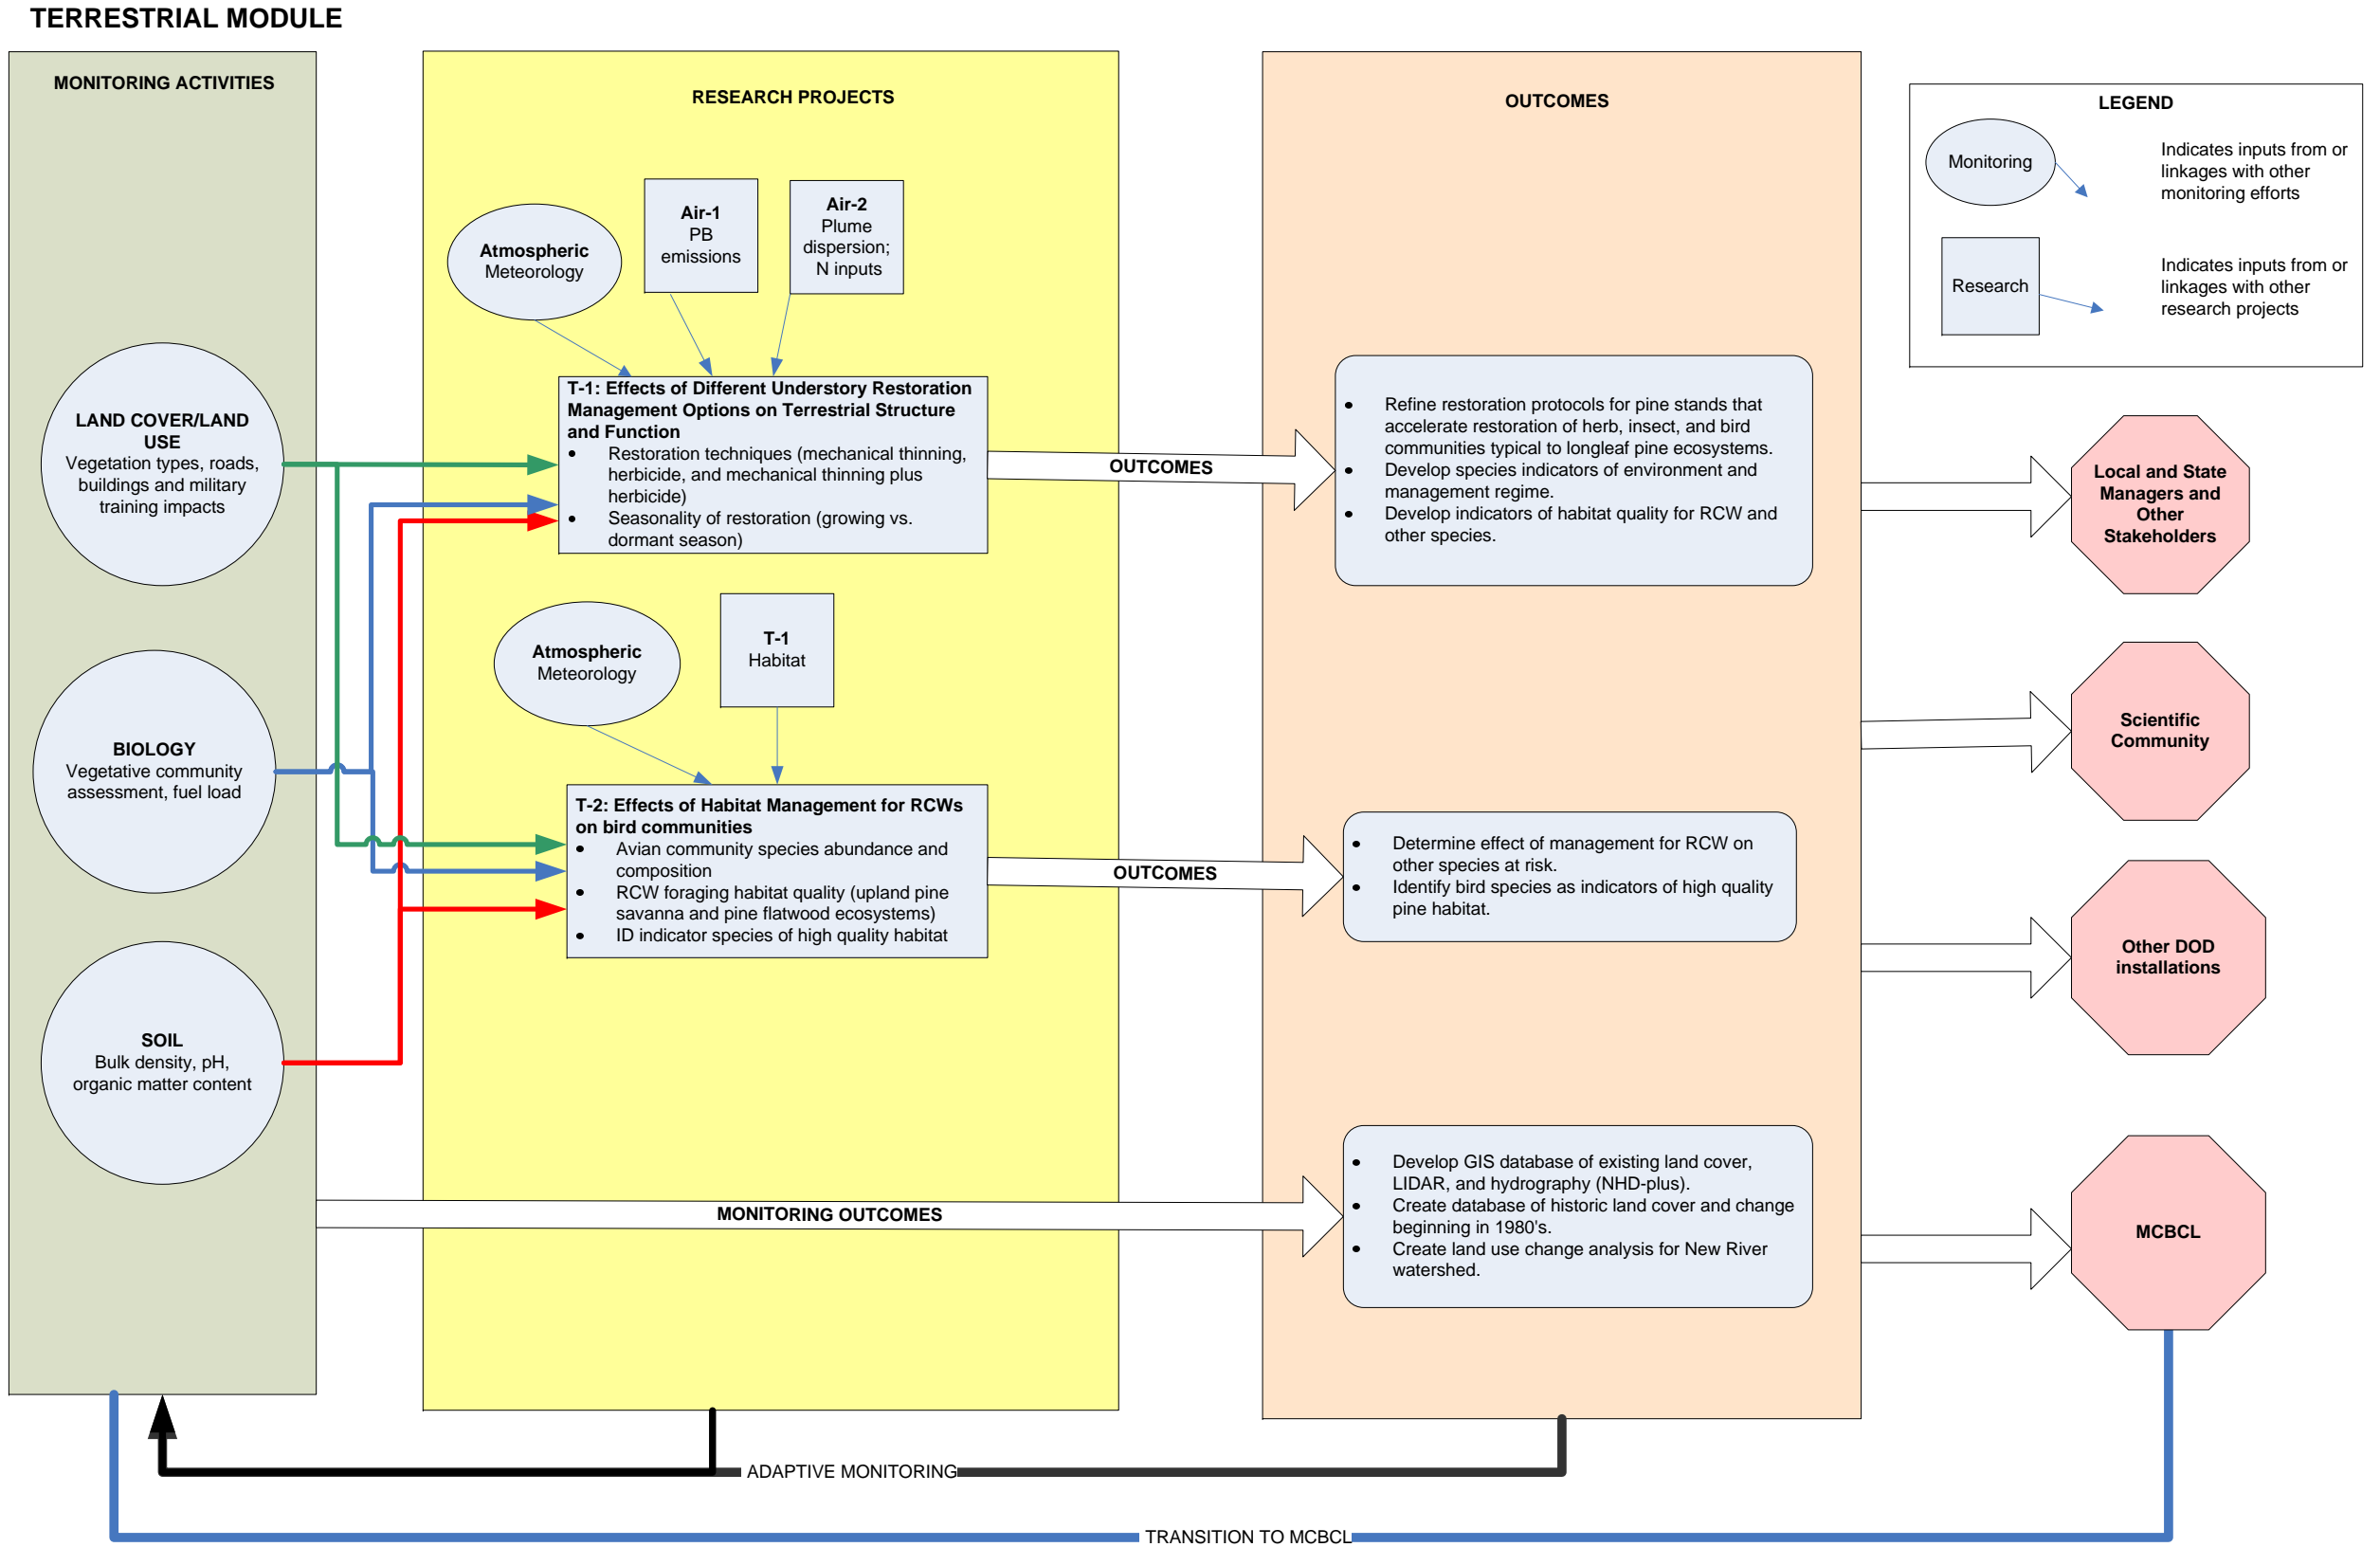 TERRESTRIAL MODULE
MONITORING ACTIVITIES
LAND COVER/LAND
USE
Vegetation types, roads,
buildings and military
training impacts
BIOLOGY
Vegetative community
assessment, fuel load
SOIL
Bulk density, pH,
organic matter content
RESEARCH PROJECTS
Atmospheric
Meteorology
Air-1
PB
emissions
Air-2
Plume
dispersion;
N inputs
T-1: Effects of Different Understory Restoration
Management Options on Terrestrial Structure
and Function
• Restoration techniques (mechanical thinning,
herbicide, and mechanical thinning plus
herbicide)
• Seasonality of restoration (growing vs.
dormant season)
Atmospheric
Meteorology
T-1
Habitat
T-2: Effects of Habitat Management for RCWs
on bird communities
• Avian community species abundance and
composition
• RCW foraging habitat quality (upland pine
savanna and pine flatwood ecosystems)
• ID indicator species of high quality habitat
OUTCOMES
OUTCOMES
MONITORING OUTCOMES
OUTCOMES
• Refine restoration protocols for pine stands that
accelerate restoration of herb, insect, and bird
communities typical to longleaf pine ecosystems.
• Develop species indicators of environment and
management regime.
• Develop indicators of habitat quality for RCW and
other species.
• Determine effect of management for RCW on
other species at risk.
• Identify bird species as indicators of high quality
pine habitat.
• Develop GIS database of existing land cover,
LIDAR, and hydrography (NHD-plus).
• Create database of historic land cover and change
beginning in 1980's.
• Create land use change analysis for New River
watershed.
LEGEND
Monitoring
Indicates inputs from or
linkages with other
monitoring efforts
Research
Indicates inputs from or
linkages with other
research projects
Local and State
Managers and
Other
Stakeholders
Scientific
Community
Other DOD
installations
MCBCL
ADAPTIVE MONITORING
TRANSITION TO MCBCL